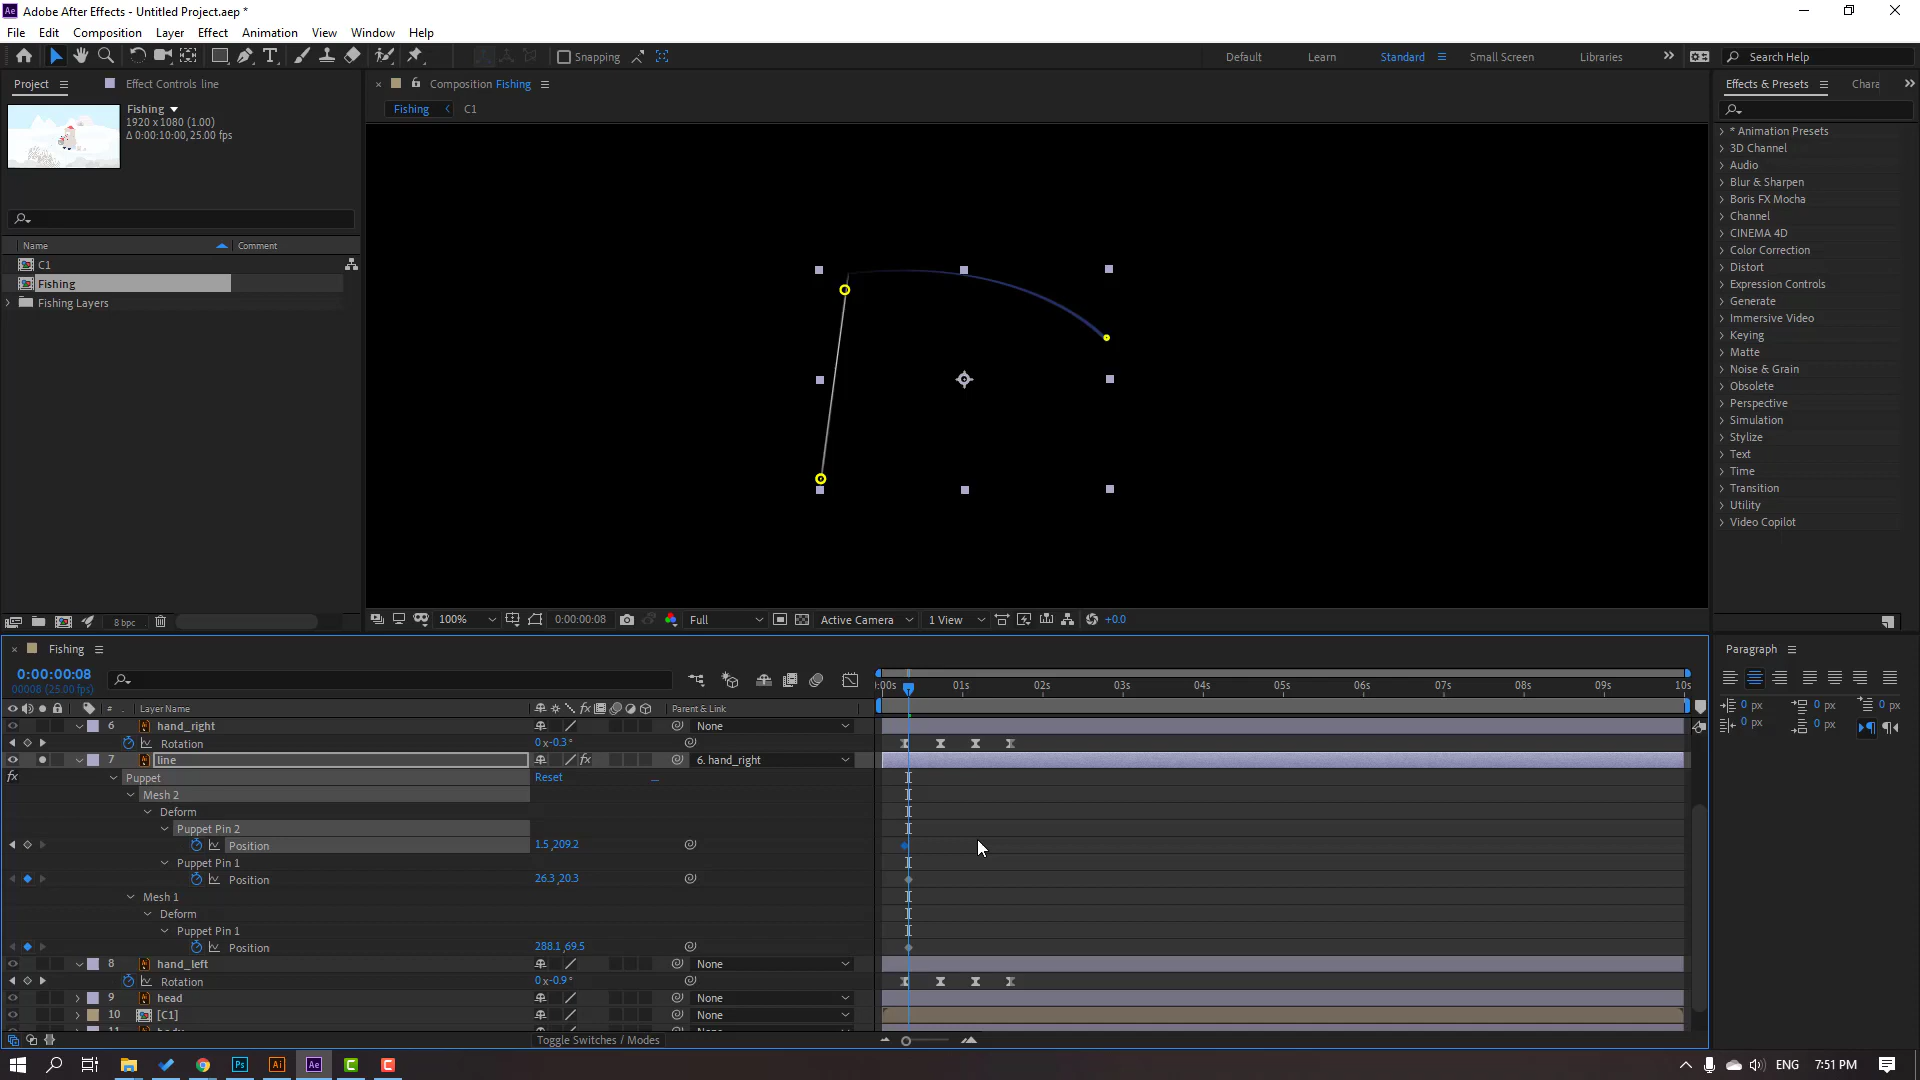 Adobe After Effects - Untitled Project.aep *
File Edit Composition Layer Effect Animation View Window Help
Snapping
Default Learn Standard Small Screen Libraries Search Help
Project Effect Controls line
Composition Fishing
Effects & Presets Chara
Fishing
1920 x 1080 (1.00)
Δ 0:00:10:00, 25.00 fps
Fishing C1
Name Comment
C1
Fishing
Fishing Layers
* Animation Presets
3D Channel
Audio
Blur & Sharpen
Boris FX Mocha
Channel
CINEMA 4D
Color Correction
Distort
Expression Controls
Generate
Immersive Video
Keying
Matte
Noise & Grain
Obsolete
Perspective
Simulation
Stylize
Text
Time
Transition
Utility
Video Copilot
8 bpc
100% 0:00:00:08 Full Active Camera 1 View +0.0
Fishing
Paragraph
0:00:00:08
00008 (25.00 fps)
:00s 01s 02s 03s 04s 05s 06s 07s 08s 09s 10s
# Layer Name Parent & Link
0 px 0 px 0 px
0 px 0 px
6 hand_right None
Rotation 0x-0.3°
7 line 6. hand_right
fx Puppet Reset
Mesh 2
Deform
Puppet Pin 2
Position 1.5,209.2
Puppet Pin 1
Position 26.3,20.3
Mesh 1
Deform
Puppet Pin 1
Position 288.1,69.5
8 hand_left None
Rotation 0x-0.9°
9 head None
10 [C1] None
Toggle Switches / Modes
ENG 7:51 PM